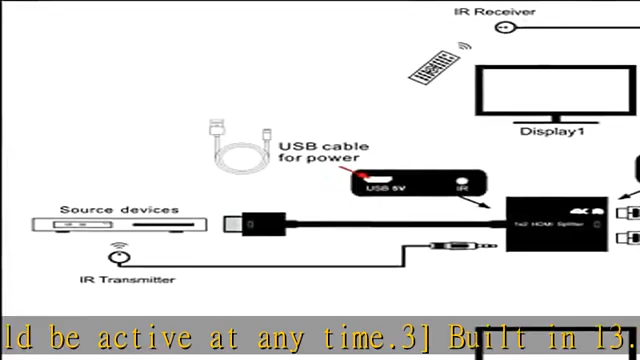 IR Receiver
Display1
USB cable
for power
USB 5V
IR
Source devices
4K
1x2 HDMI Splitter
IR Transmitter
ld be active at any time.3] Built in 13.